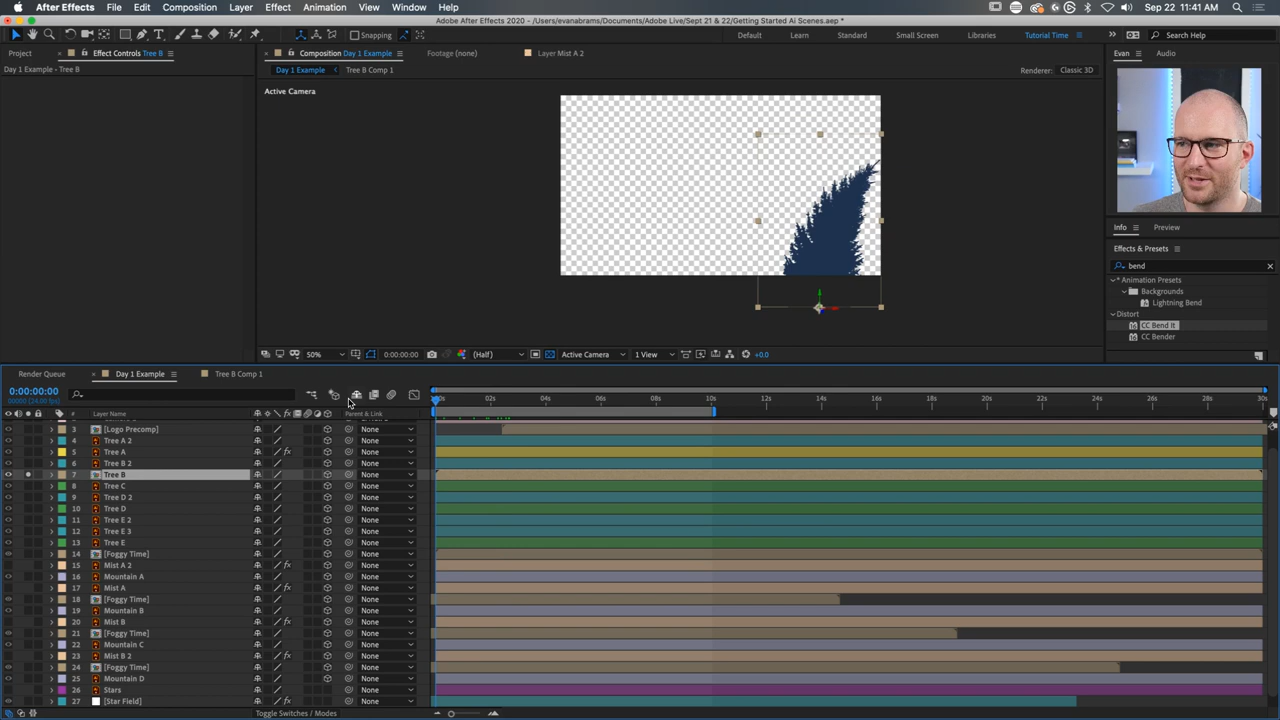 After Effects File Edit Composition Layer Effect Animation View Window Help Sep 22 11:41 AM
Adobe After Effects 2020 - /Users/evanabrams/Documents/Adobe Live/Sept 21 & 22/Getting Started Ai Scenes.aep *
Snapping Default Learn Standard Small Screen Libraries Tutorial Time Search Help
Project Effect Controls Tree B Composition Day 1 Example Footage (none) Layer Mist A 2 Evan Audio
Day 1 Example • Tree B Day 1 Example Tree B Comp 1 Renderer: Classic 3D
Active Camera
Info Preview
Effects & Presets
bend
* Animation Presets
Backgrounds
Lightning Bend
Distort
CC Bend It
CC Bender
50% 0:00:00:00 (Half) Active Camera 1 View +0.0
Render Queue Day 1 Example Tree B Comp 1
0:00:00:00
00000 (24.00 fps)
02s 04s 06s 08s 10s 12s 14s 16s 18s 20s 22s 24s 26s 28s 30s
# Layer Name Parent & Link
3 [Logo Precomp] None
4 Tree A 2 None
5 Tree A None
6 Tree B 2 None
7 Tree B None
8 Tree C None
9 Tree D 2 None
10 Tree D None
11 Tree E 2 None
12 Tree E 3 None
13 Tree E None
14 [Foggy Time] None
15 Mist A 2 None
16 Mountain A None
17 Mist A None
18 [Foggy Time] None
19 Mountain B None
20 Mist B None
21 [Foggy Time] None
22 Mountain C None
23 Mist B 2 None
24 [Foggy Time] None
25 Mountain D None
26 Stars None
27 [Star Field] None
Toggle Switches / Modes